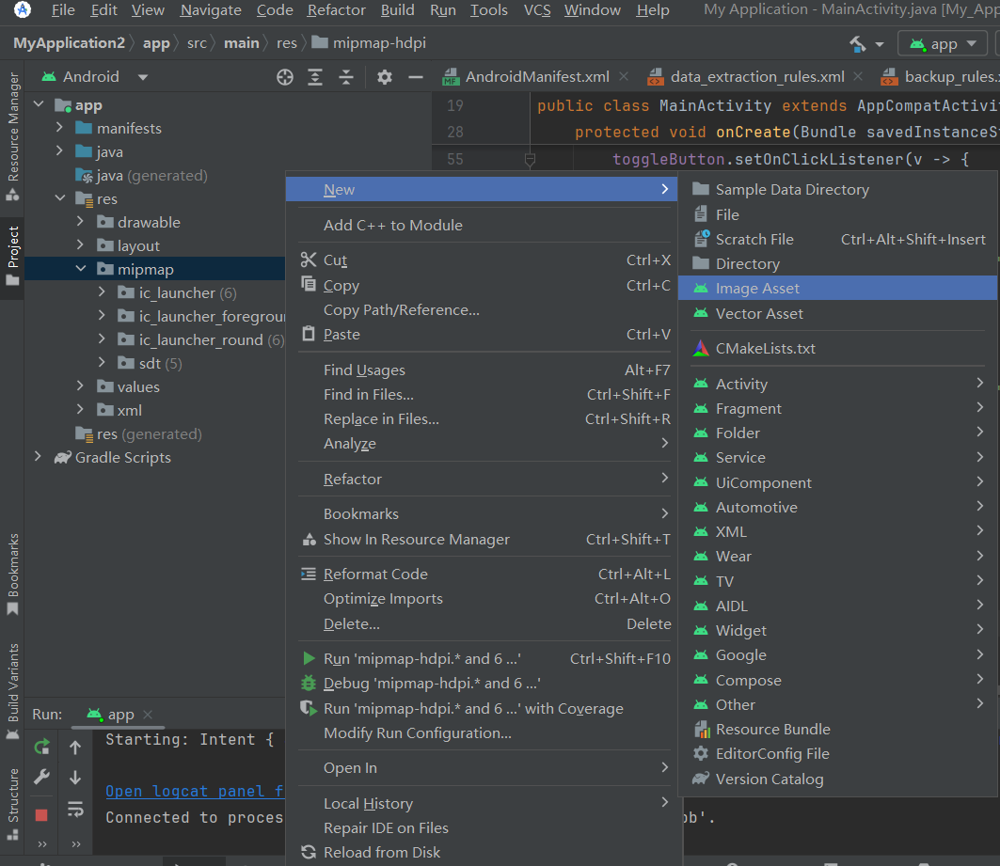 File Edit View Navigate Code Refactor Build Run Tools VCS Window Help My Application - MainActivity.java [My_App
MyApplication2 app src main res mipmap-hdpi app
Android AndroidManifest.xml data_extraction_rules.xml backup_rules.
Resource Manager
Project
Bookmarks
Build Variants
Structure
app
manifests
java
java (generated)
res
drawable
layout
mipmap
ic_launcher (6)
ic_launcher_foregroun
ic_launcher_round (6)
sdt (5)
values
xml
res (generated)
Gradle Scripts
19 public class MainActivity extends AppCompatActivi
28 protected void onCreate(Bundle savedInstanceS
55 toggleButton.setOnClickListener(v -> {
New
Add C++ to Module
Cut Ctrl+X
Copy Ctrl+C
Copy Path/Reference...
Paste Ctrl+V
Find Usages Alt+F7
Find in Files... Ctrl+Shift+F
Replace in Files... Ctrl+Shift+R
Analyze
Refactor
Bookmarks
Show In Resource Manager Ctrl+Shift+T
Reformat Code Ctrl+Alt+L
Optimize Imports Ctrl+Alt+O
Delete... Delete
Run 'mipmap-hdpi.* and 6 ...' Ctrl+Shift+F10
Debug 'mipmap-hdpi.* and 6 ...'
Run 'mipmap-hdpi.* and 6 ...' with Coverage
Modify Run Configuration...
Open In
Local History
Repair IDE on Files
Reload from Disk
Sample Data Directory
File
Scratch File Ctrl+Alt+Shift+Insert
Directory
Image Asset
Vector Asset
CMakeLists.txt
Activity
Fragment
Folder
Service
UiComponent
Automotive
XML
Wear
TV
AIDL
Widget
Google
Compose
Other
Resource Bundle
EditorConfig File
Version Catalog
Run: app
Starting: Intent {
Open logcat panel f
Connected to proces
ob'.